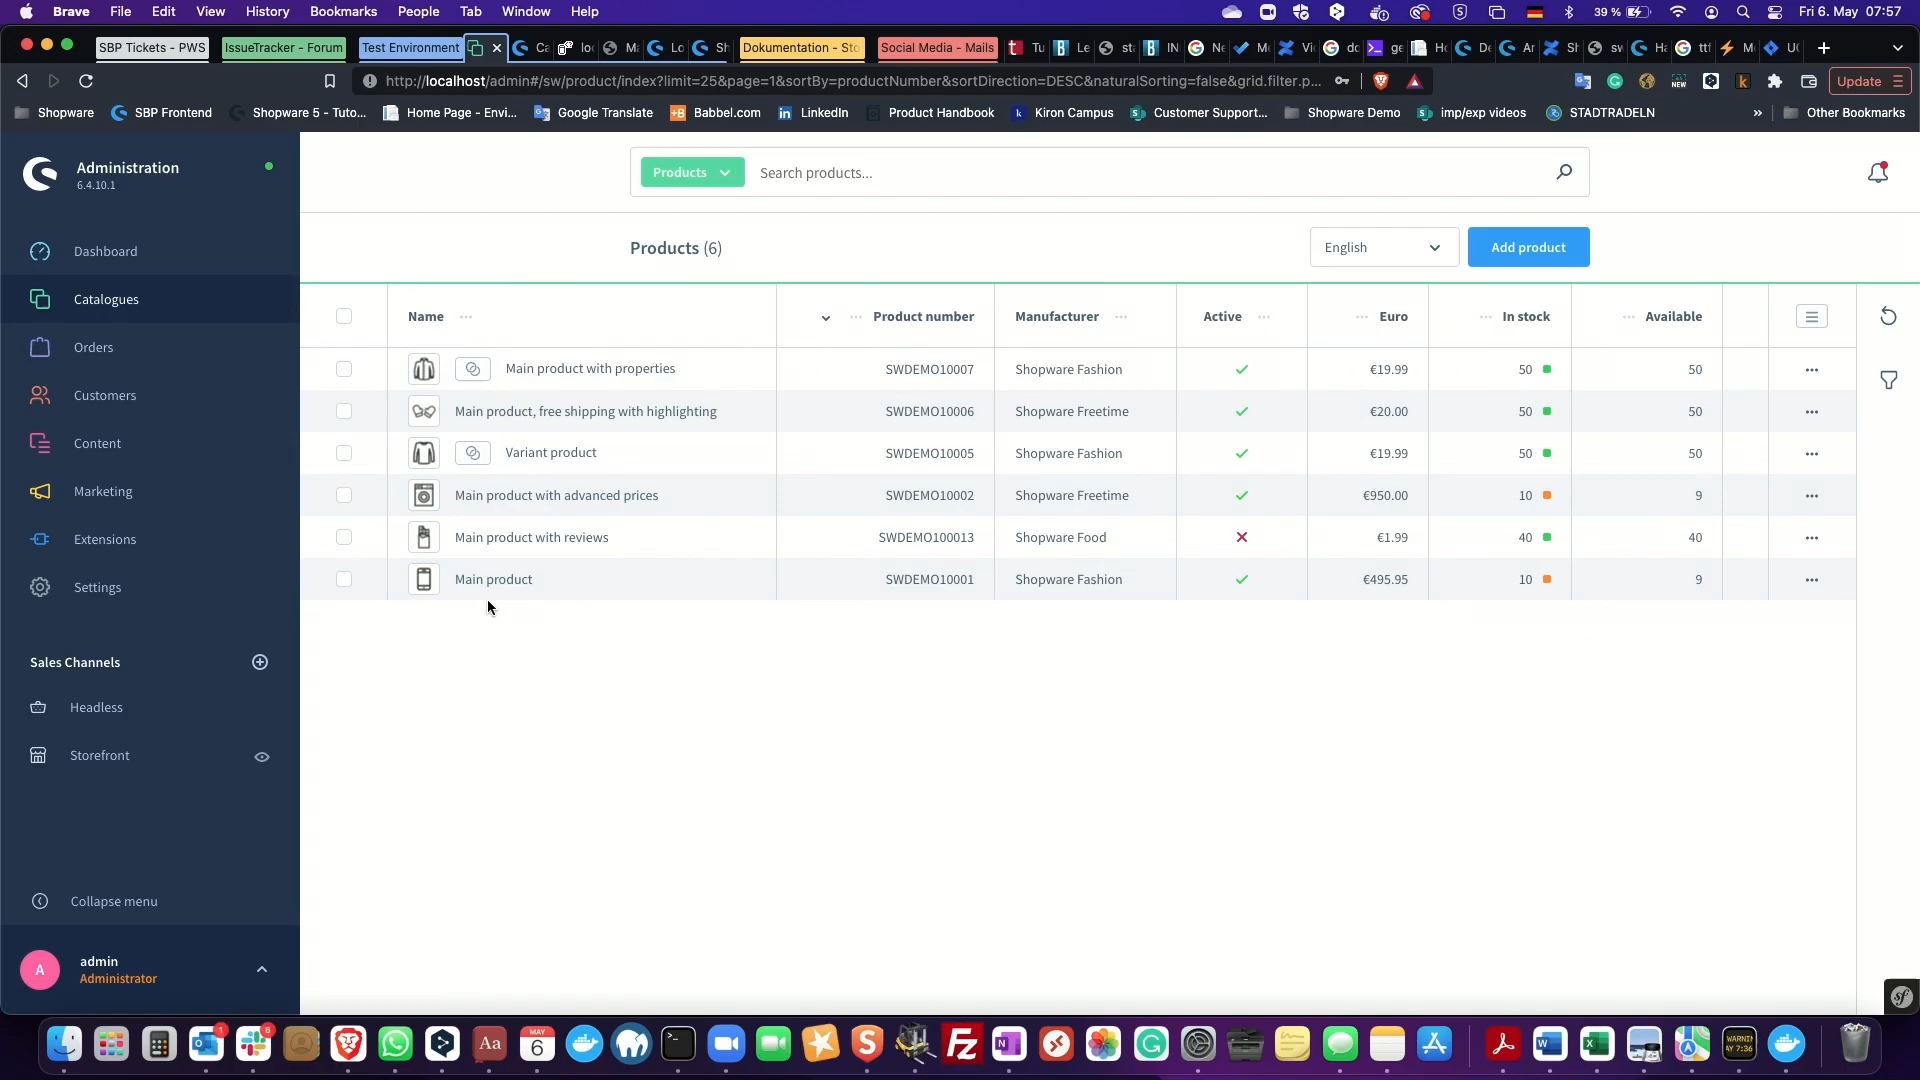 Brave File Edit View History Bookmarks People Tab Window Help 39 % Fri 6. May 07:57
SBP Tickets - PWS IssueTracker - Forum Test Environment Dokumentation - Sto Social Media - Mails
http://localhost/admin#/sw/product/index?limit=25&page=1&sortBy=productNumber&sortDirection=DESC&naturalSorting=false&grid.filter.p... Update
Shopware SBP Frontend Shopware 5 - Tuto... Home Page - Envi... Google Translate Babbel.com LinkedIn Product Handbook Kiron Campus Customer Support... Shopware Demo imp/exp videos STADTRADELN » Other Bookmarks
Administration
6.4.10.1
Products Search products...
Dashboard
Catalogues
Orders
Customers
Content
Marketing
Extensions
Settings
Sales Channels
Headless
Storefront
Collapse menu
A admin
Administrator
Products (6) English Add product
Name Product number Manufacturer Active Euro In stock Available
Main product with properties SWDEMO10007 Shopware Fashion €19.99 50 50
Main product, free shipping with highlighting SWDEMO10006 Shopware Freetime €20.00 50 50
Variant product SWDEMO10005 Shopware Fashion €19.99 50 50
Main product with advanced prices SWDEMO10002 Shopware Freetime €950.00 10 9
Main product with reviews SWDEMO100013 Shopware Food €1.99 40 40
Main product SWDEMO10001 Shopware Fashion €495.95 10 9
sf
1 6 Aa MAY 6 Fz N W X